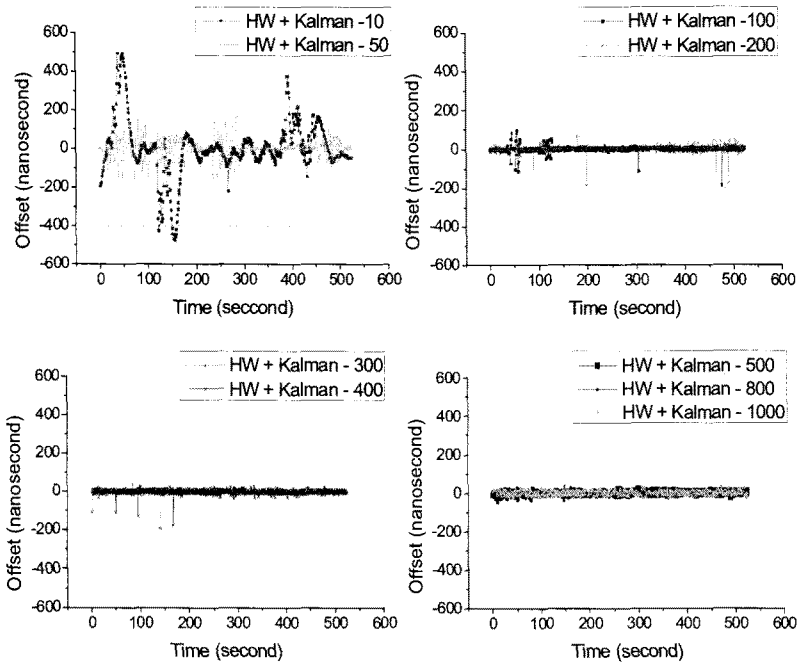 HW + Kalman -10
HW + Kalman - 50
600
400
200
0
-200
-400
-600
0 100 200 300 400 500 600
Offset (nanosecond)
Time (seccond)
HW + Kalman -100
HW + Kalman -200
600
400
200
0
-200
-400
-600
0 100 200 300 400 500 600
Offset (nanosecond)
Time (second)
HW + Kalman - 300
HW + Kalman - 400
600
400
200
0
-200
-400
-600
0 100 200 300 400 500 600
Offset (nanosecond)
Time (second)
HW + Kalman - 500
HW + Kalman - 800
HW + Kalman - 1000
600
400
200
0
-200
-400
-600
0 100 200 300 400 500 600
Offset (nanosecond)
Time (second)